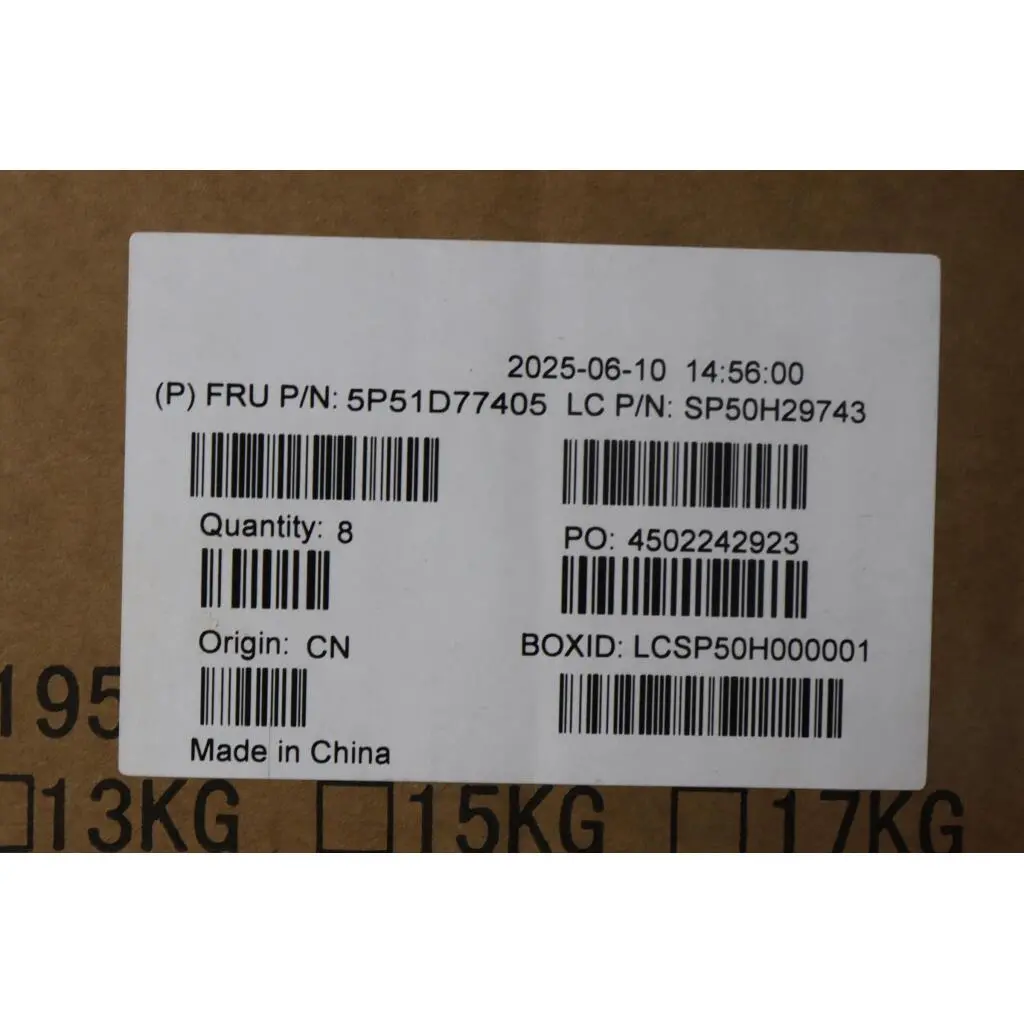 2025-06-10 14:56:00
(P) FRU P/N: 5P51D77405 LC P/N: SP50H29743
Quantity: 8
PO: 4502242923
Origin: CN
BOXID: LCSP50H000001
Made in China
195
13KG 15KG 17KG